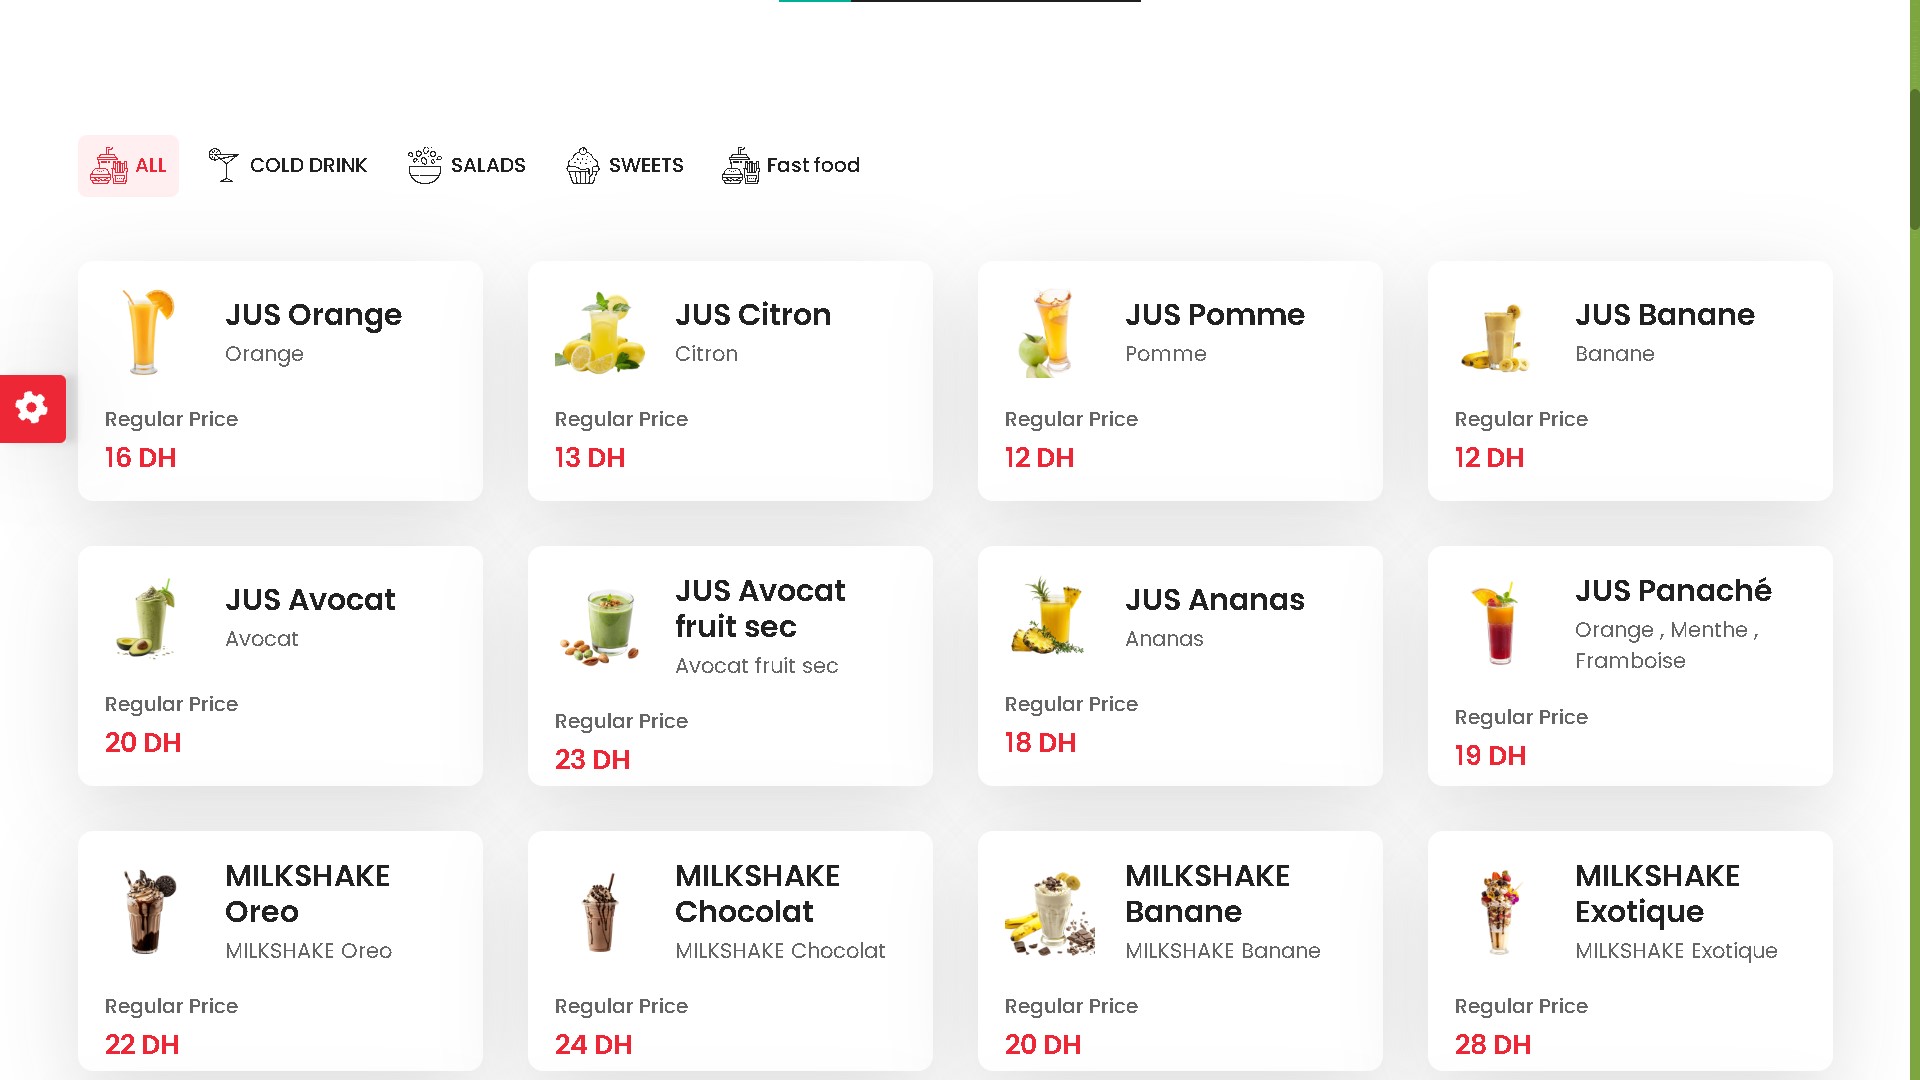 ALL
COLD DRINK
SALADS
SWEETS
Fast food
JUS Orange
Orange
Regular Price
16 DH
JUS Citron
Citron
Regular Price
13 DH
JUS Pomme
Pomme
Regular Price
12 DH
JUS Banane
Banane
Regular Price
12 DH
JUS Avocat
Avocat
Regular Price
20 DH
JUS Avocat
fruit sec
Avocat fruit sec
Regular Price
23 DH
JUS Ananas
Ananas
Regular Price
18 DH
JUS Panaché
Orange , Menthe ,
Framboise
Regular Price
19 DH
MILKSHAKE
Oreo
MILKSHAKE Oreo
Regular Price
22 DH
MILKSHAKE
Chocolat
MILKSHAKE Chocolat
Regular Price
24 DH
MILKSHAKE
Banane
MILKSHAKE Banane
Regular Price
20 DH
MILKSHAKE
Exotique
MILKSHAKE Exotique
Regular Price
28 DH